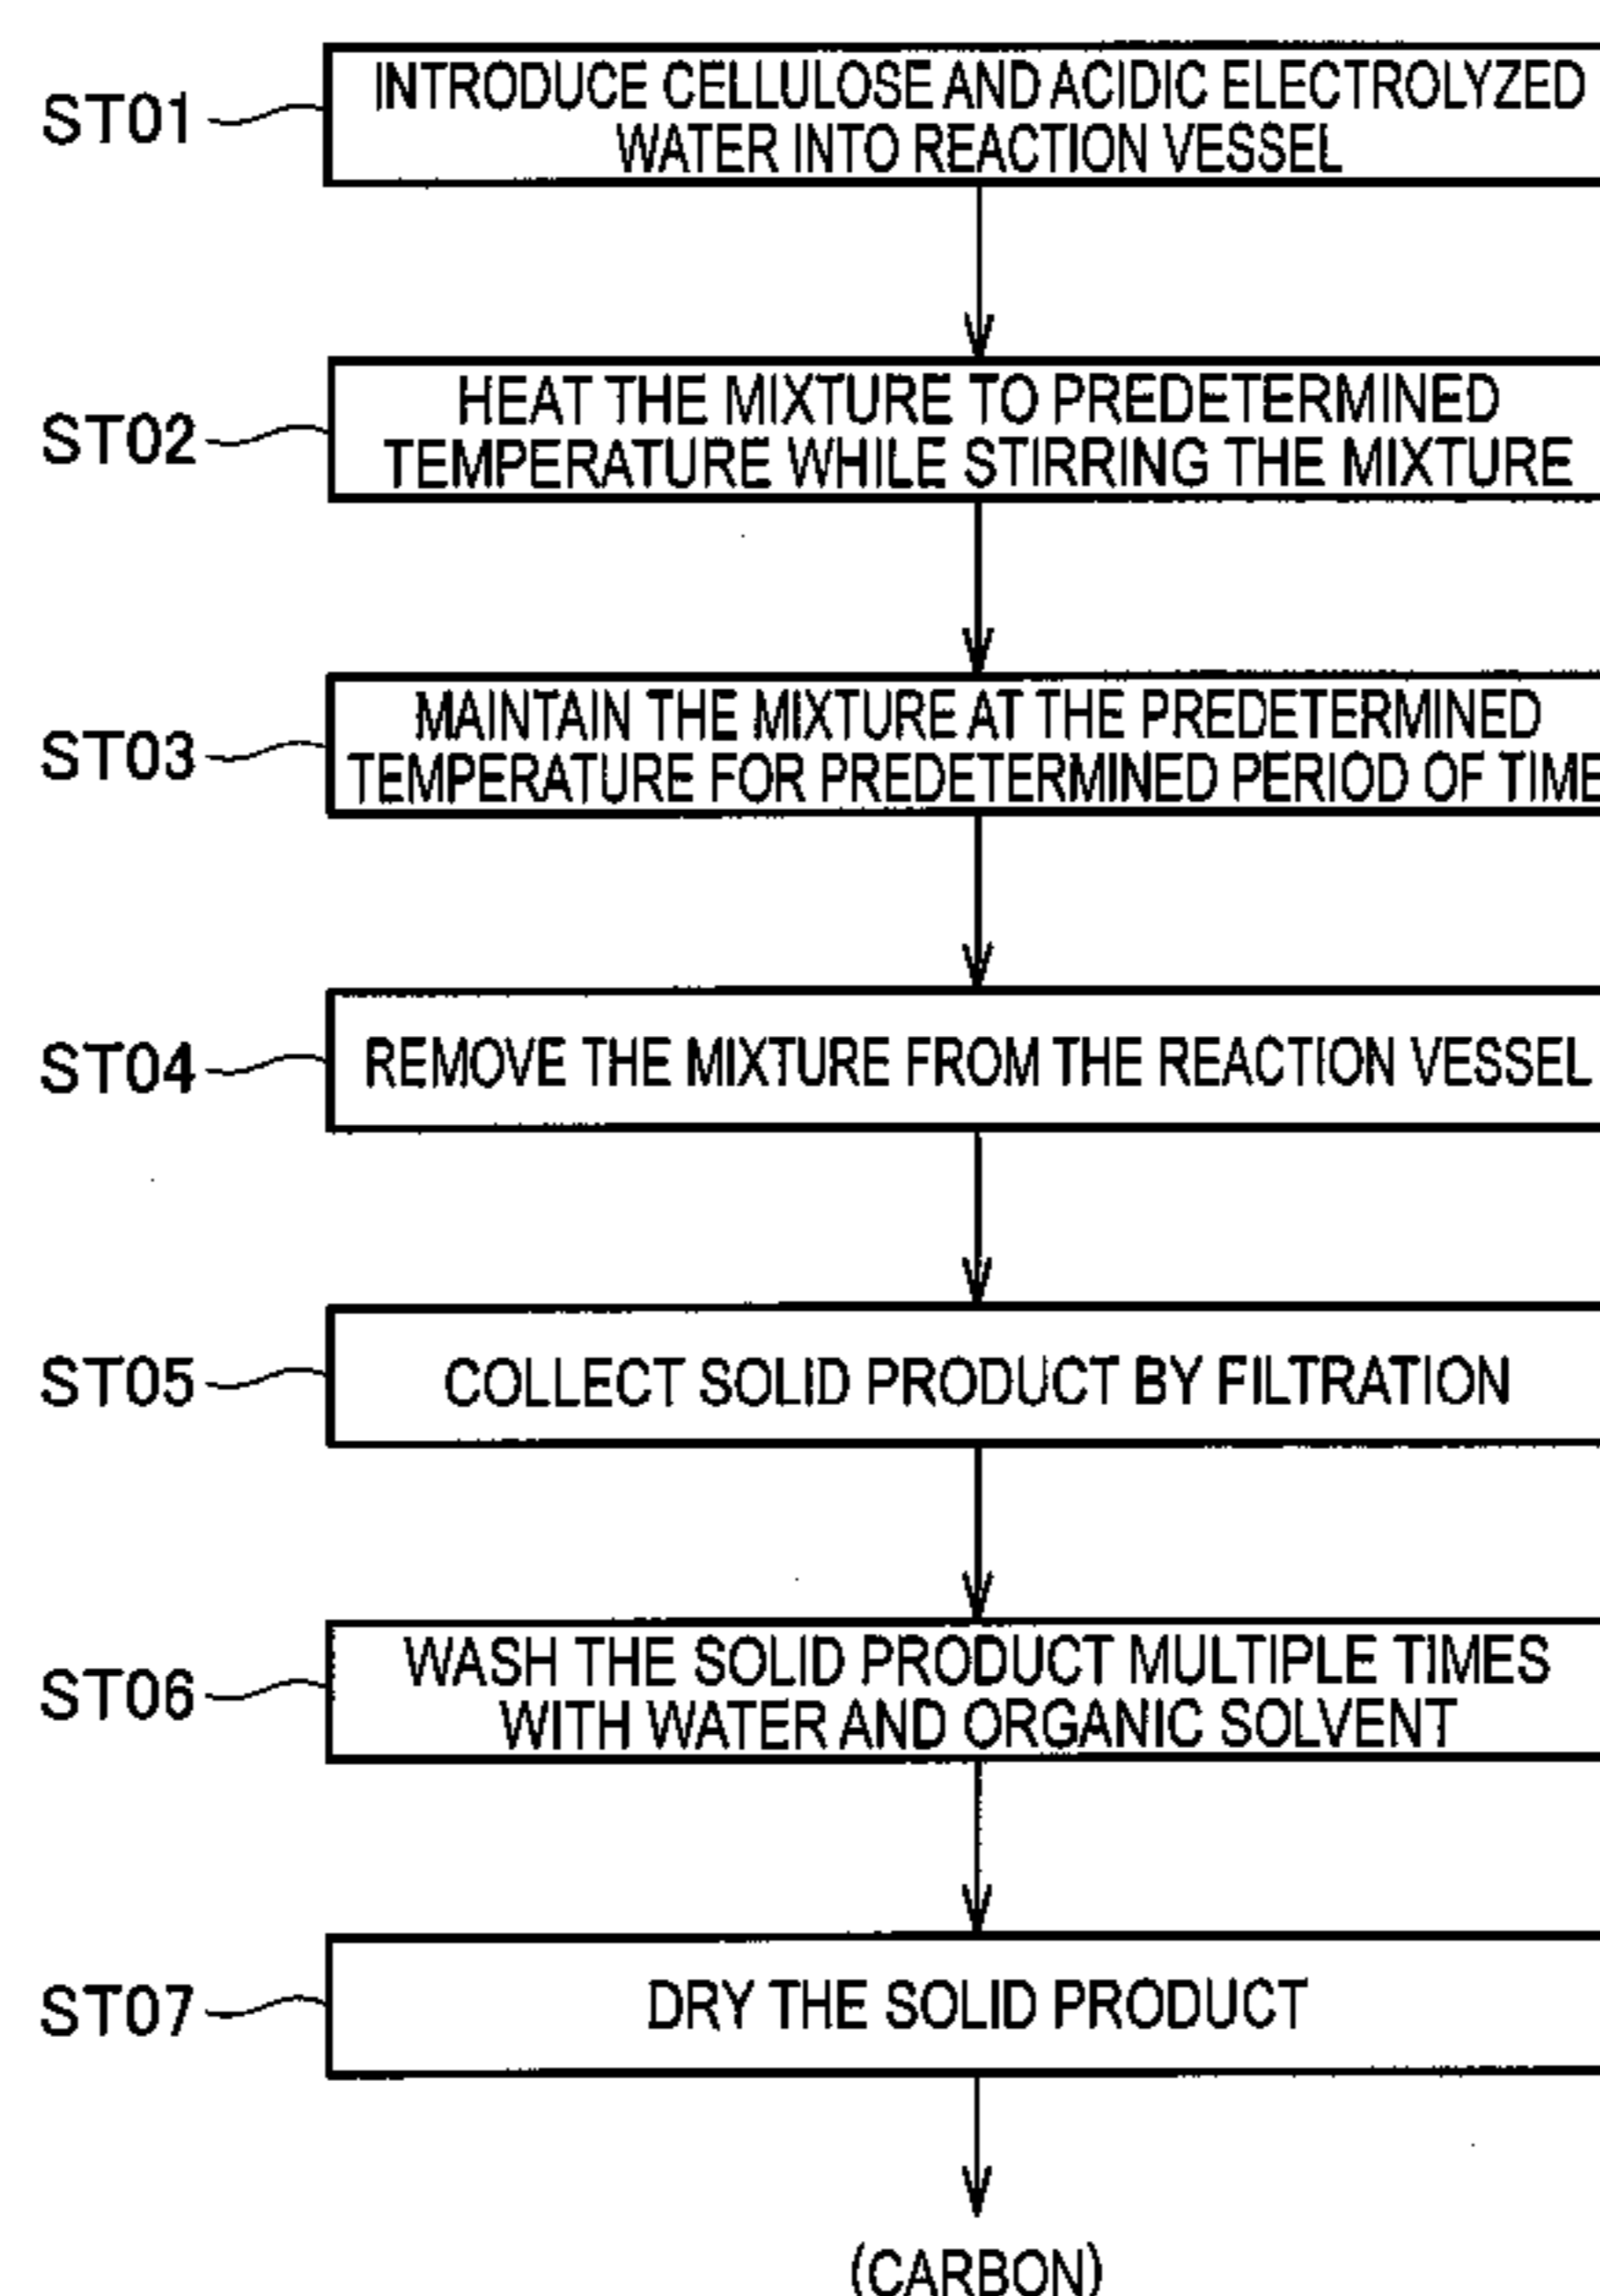 ST01
INTRODUCE CELLULOSE AND ACIDIC ELECTROLYZED
WATER INTO REACTION VESSEL
ST02
HEAT THE MIXTURE TO PREDETERMINED
TEMPERATURE WHILE STIRRING THE MIXTURE
ST03
MAINTAIN THE MIXTURE AT THE PREDETERMINED
TEMPERATURE FOR PREDETERMINED PERIOD OF TIME
ST04
REMOVE THE MIXTURE FROM THE REACTION VESSEL
ST05
COLLECT SOLID PRODUCT BY FILTRATION
ST06
WASH THE SOLID PRODUCT MULTIPLE TIMES
WITH WATER AND ORGANIC SOLVENT
ST07
DRY THE SOLID PRODUCT
(CARBON)